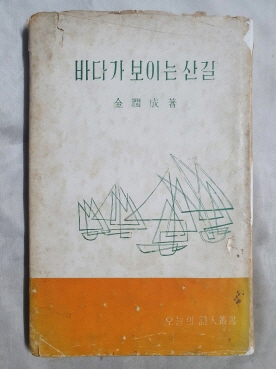 바다가 보이는 산길
金潤成 著
오늘의 詩人叢書